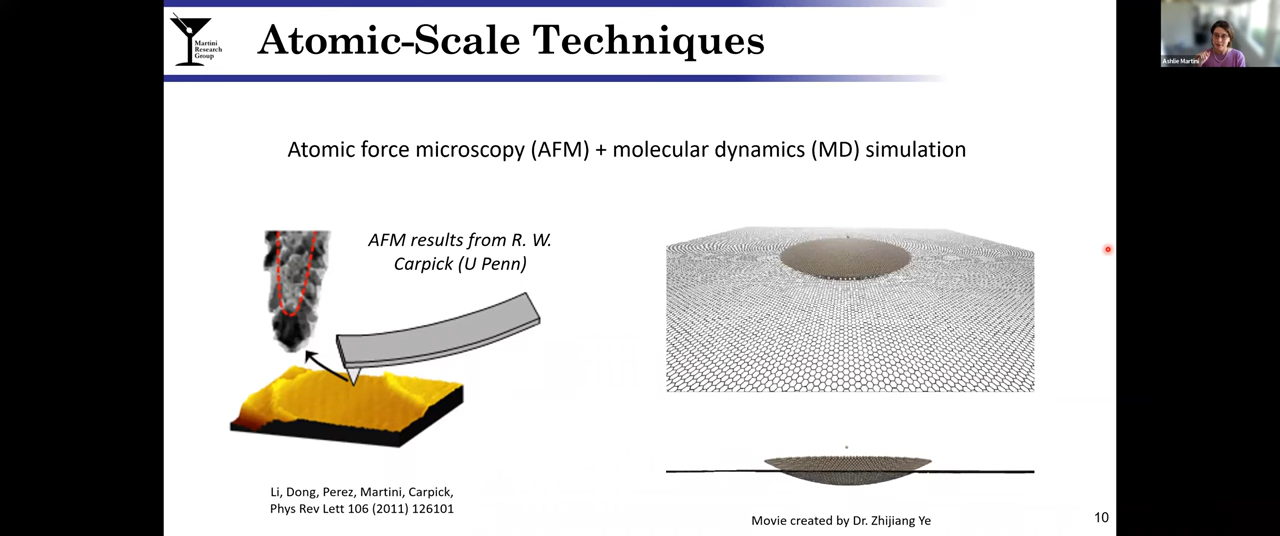 Martini
Research
Group
Atomic-Scale Techniques
Ashlie Martini
Atomic force microscopy (AFM) + molecular dynamics (MD) simulation
AFM results from R. W.
Carpick (U Penn)
Li, Dong, Perez, Martini, Carpick,
Phys Rev Lett 106 (2011) 126101
Movie created by Dr. Zhijiang Ye
10